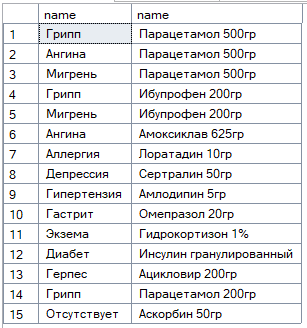 name name
1 Грипп Парацетамол 500гр
2 Ангина Парацетамол 500гр
3 Мигрень Парацетамол 500гр
4 Грипп Ибупрофен 200гр
5 Мигрень Ибупрофен 200гр
6 Ангина Амоксиклав 625гр
7 Аллергия Лоратадин 10гр
8 Депрессия Сертралин 50гр
9 Гипертензия Амлодипин 5гр
10 Гастрит Омепразол 20гр
11 Экзема Гидрокортизон 1%
12 Диабет Инсулин гранулированный
13 Герпес Ацикловир 200гр
14 Грипп Парацетамол 200гр
15 Отсутствует Аскорбин 50гр